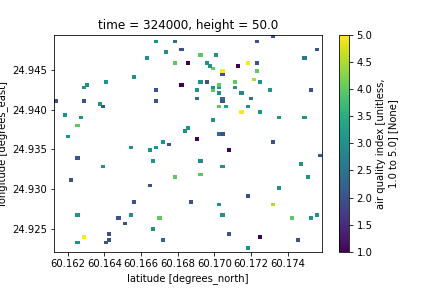 time = 324000, height = 50.0
24.945
24.940
24.935
24.930
24.925
longitude [degrees_east]
60.162 60.164 60.166 60.168 60.170 60.172 60.174
latitude [degrees_north]
5.0
4.5
4.0
3.5
3.0
2.5
2.0
1.5
1.0
air quality index [unitless,
1.0 to 5.0] [None]